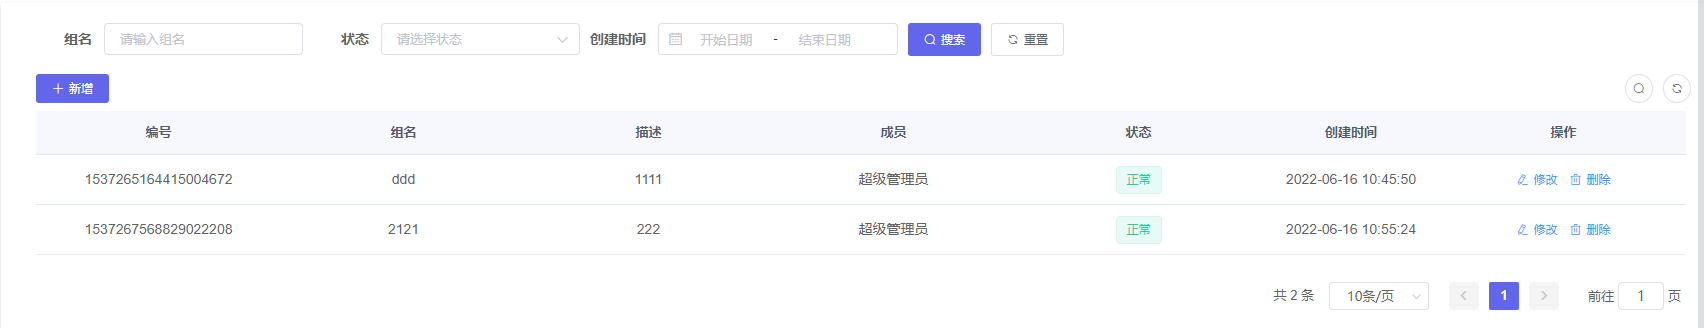 组名 请输入组名 状态 请选择状态 创建时间 开始日期 - 结束日期 搜索 重置
新增
编号 组名 描述 成员 状态 创建时间 操作
1537265164415004672 ddd 1111 超级管理员 正常 2022-06-16 10:45:50 修改 删除
1537267568829022208 2121 222 超级管理员 正常 2022-06-16 10:55:24 修改 删除
共 2 条 10条/页 1 前往 1 页